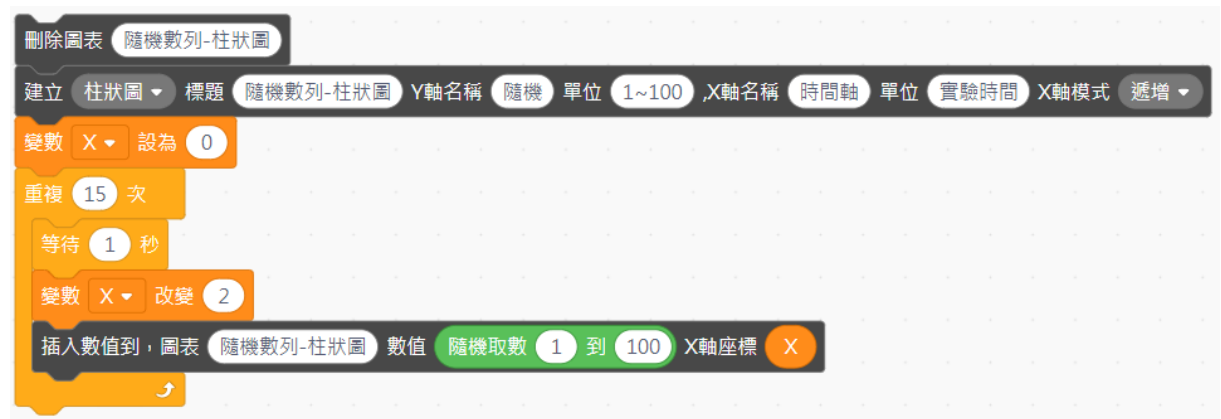 刪除圖表 隨機數列-柱狀圖
建立 柱狀圖 標題 隨機數列-柱狀圖 Y軸名稱 隨機 單位 1~100 ,X軸名稱 時間軸 單位 實驗時間 X軸模式 遞增
變數 X 設為 0
重複 15 次
等待 1 秒
變數 X 改變 2
插入數值到，圖表 隨機數列-柱狀圖 數值 隨機取數 1 到 100 X軸座標 X